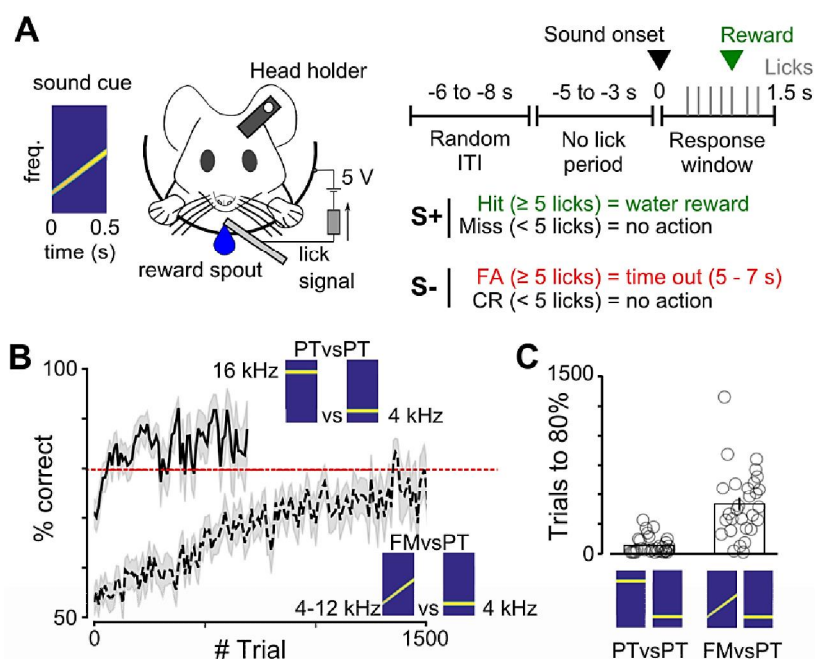 A
sound cue
freq.
0 0.5
time (s)
Head holder
5 V
reward spout
lick
signal
Sound onset
Reward
Licks
-6 to -8 s
-5 to -3 s
0
1.5 s
Random
ITI
No lick
period
Response
window
S+
Hit (≥ 5 licks) = water reward
Miss (< 5 licks) = no action
S-
FA (≥ 5 licks) = time out (5 - 7 s)
CR (< 5 licks) = no action
B
% correct
100
50
0
1500
# Trial
PTvsPT
16 kHz
vs
4 kHz
FMvsPT
4-12 kHz
vs
4 kHz
C
Trials to 80%
1500
0
PTvsPT
FMvsPT